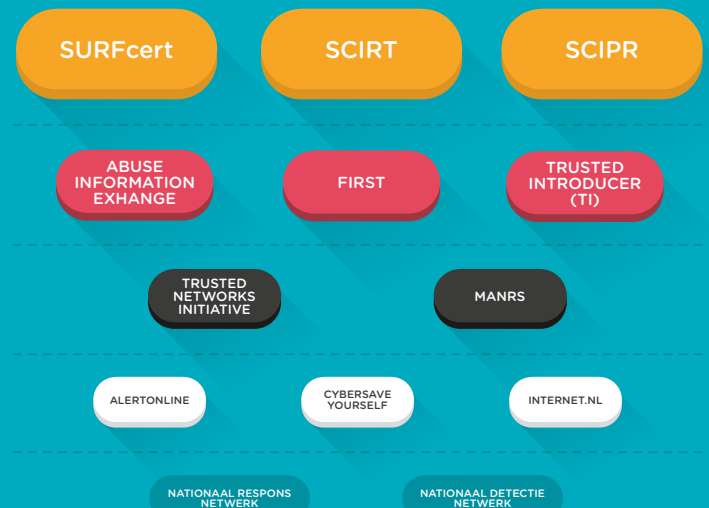 SURFcert
SCIRT
SCIPR
ABUSE
INFORMATION
EXHANGE
FIRST
TRUSTED
INTRODUCER
(TI)
TRUSTED
NETWORKS
INITIATIVE
MANRS
ALERTONLINE
CYBERSAVE
YOURSELF
INTERNET.NL
NATIONAAL RESPONS
NETWERK
NATIONAAL DETECTIE
NETWERK